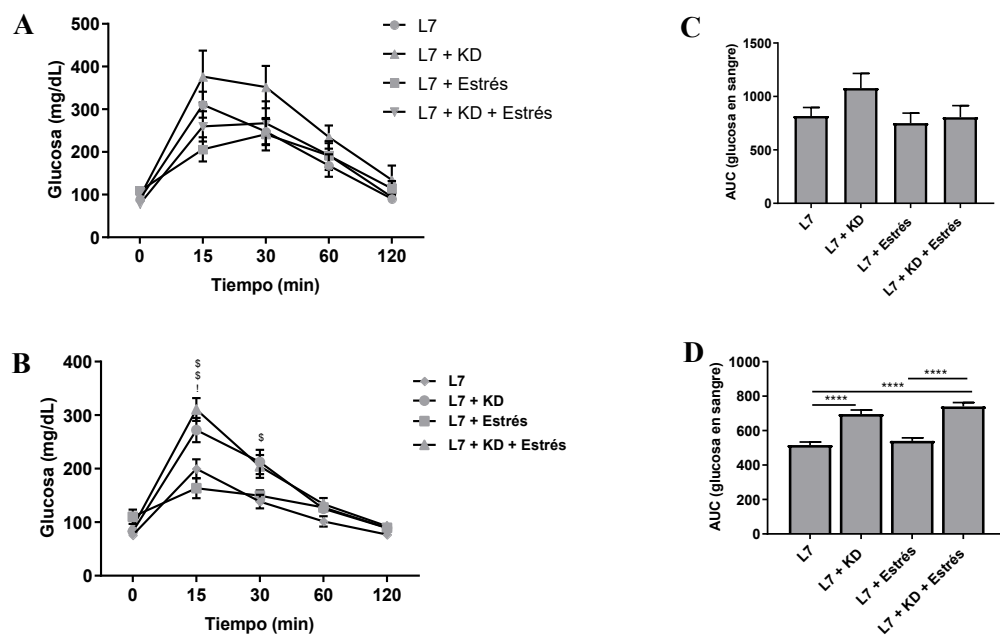 A
500
400
300
200
100
0
Glucosa (mg/dL)
0 15 30 60 120
Tiempo (min)
L7
L7 + KD
L7 + Estrés
L7 + KD + Estrés
C
1500
1000
500
0
AUC (glucosa en sangre)
L7
L7 + KD
L7 + Estrés
L7 + KD + Estrés
B
400
300
200
100
0
Glucosa (mg/dL)
$
$
!
$
0 15 30 60 120
Tiempo (min)
L7
L7 + KD
L7 + Estrés
L7 + KD + Estrés
D
1000
800
600
400
200
0
AUC (glucosa en sangre)
****
****
****
L7
L7 + KD
L7 + Estrés
L7 + KD + Estrés